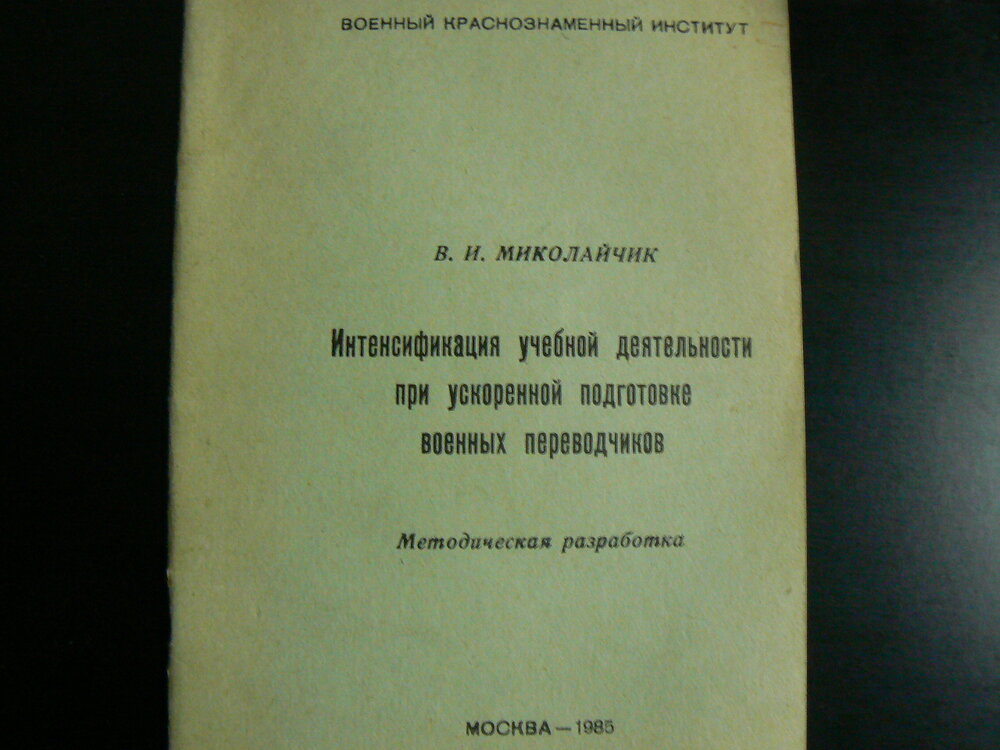 ВОЕННЫЙ КРАСНОЗНАМЕННЫЙ ИНСТИТУТ
В. И. МИКОЛАЙЧИК
Интенсификация учебной деятельности
при ускоренной подготовке
военных переводчиков
Методическая разработка
МОСКВА — 1985